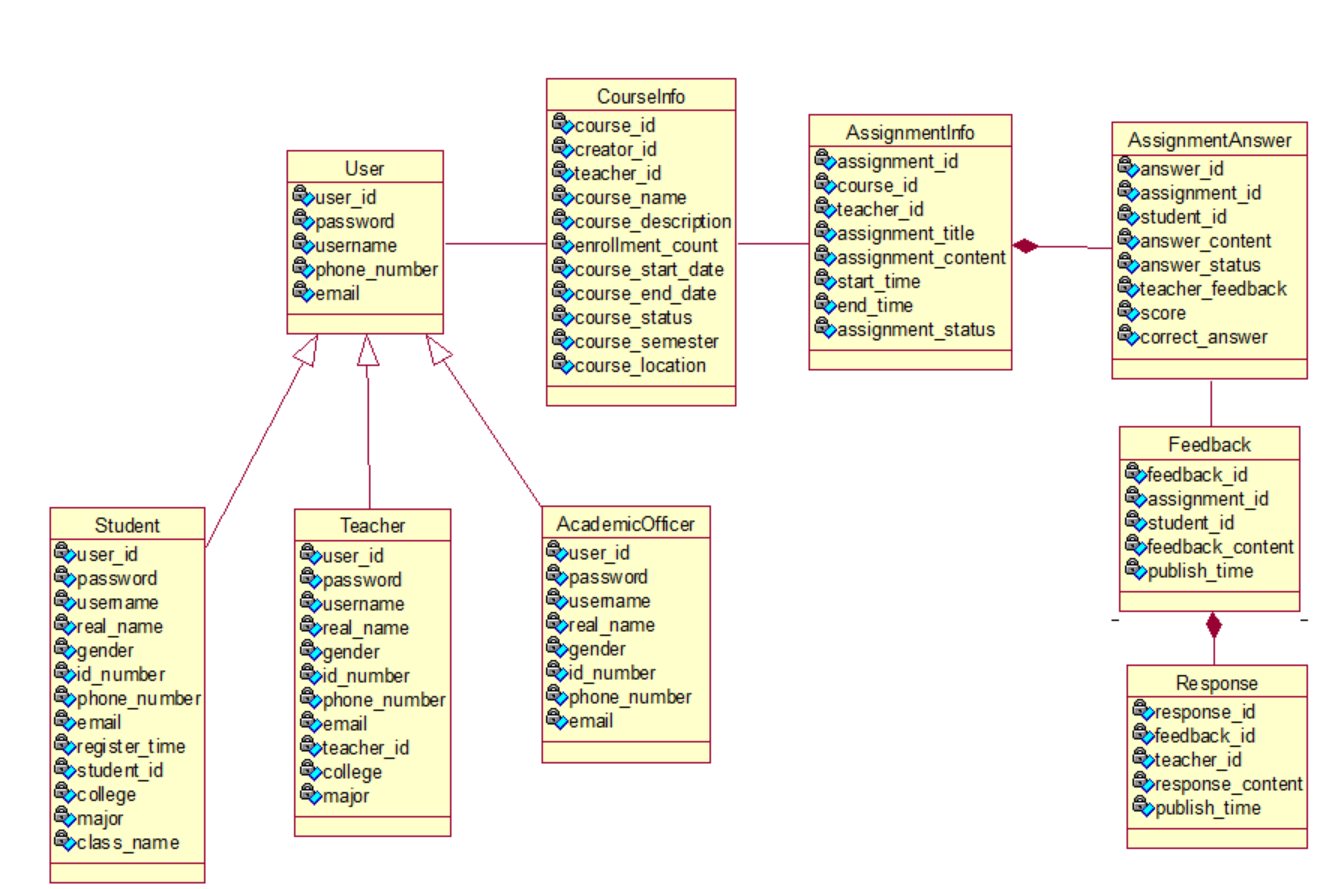 User
user_id
password
username
phone_number
email
CourseInfo
course_id
creator_id
teacher_id
course_name
course_description
enrollment_count
course_start_date
course_end_date
course_status
course_semester
course_location
AssignmentInfo
assignment_id
course_id
teacher_id
assignment_title
assignment_content
start_time
end_time
assignment_status
AssignmentAnswer
answer_id
assignment_id
student_id
answer_content
answer_status
teacher_feedback
score
correct_answer
Student
user_id
password
username
real_name
gender
id_number
phone_number
email
register_time
student_id
college
major
class_name
Teacher
user_id
password
username
real_name
gender
id_number
phone_number
email
teacher_id
college
major
AcademicOfficer
user_id
password
username
real_name
gender
id_number
phone_number
email
Feedback
feedback_id
assignment_id
student_id
feedback_content
publish_time
Response
response_id
feedback_id
teacher_id
response_content
publish_time